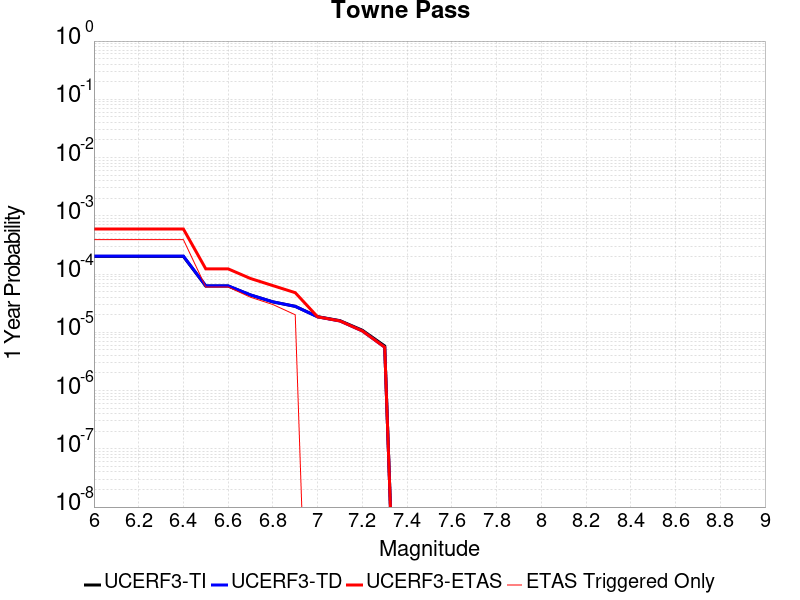 Towne Pass
1 Year Probability
10^0
10^-1
10^-2
10^-3
10^-4
10^-5
10^-6
10^-7
10^-8
6 6.2 6.4 6.6 6.8 7 7.2 7.4 7.6 7.8 8 8.2 8.4 8.6 8.8 9
Magnitude
UCERF3-TI UCERF3-TD UCERF3-ETAS ETAS Triggered Only